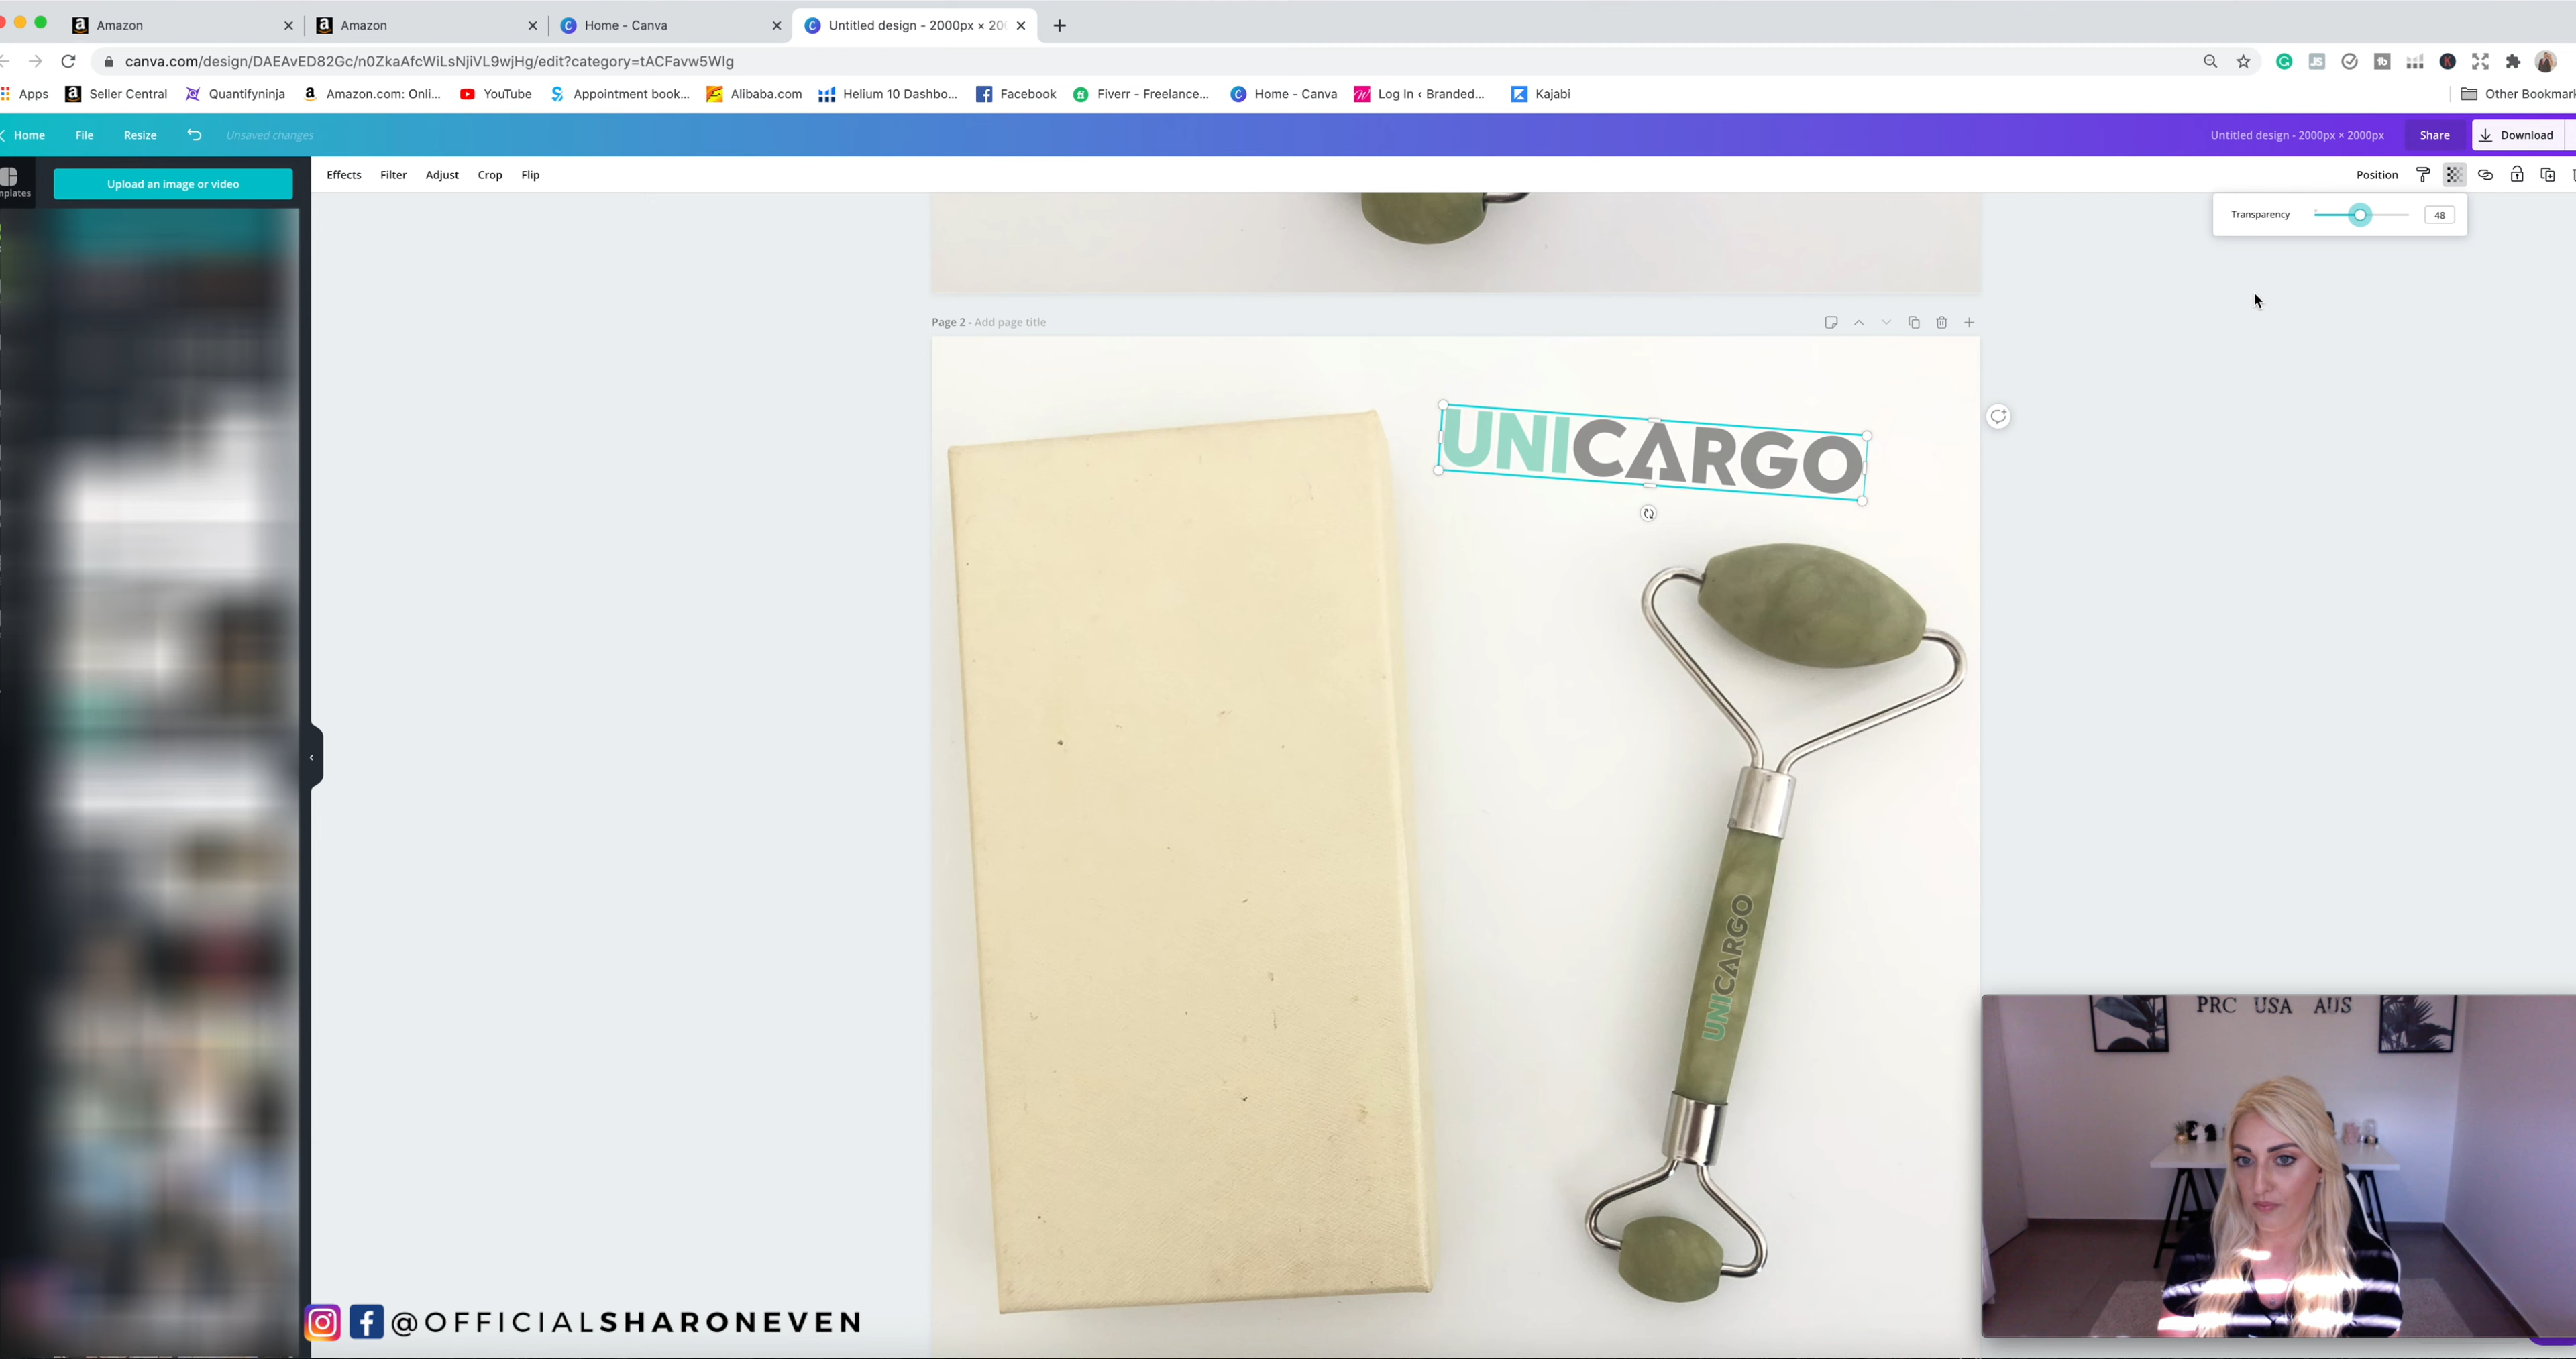 Amazon
Amazon
Home - Canva
Untitled design - 2000px × 20
canva.com/design/DAEAvED82Gc/n0ZkaAfcWiLsNjiVL9wjHg/edit?category=tACFavw5WIg
Apps
Seller Central
Quantifyninja
Amazon.com: Onli...
YouTube
Appointment book...
Alibaba.com
Helium 10 Dashbo...
Facebook
Fiverr - Freelance...
Home - Canva
Log In ‹ Branded...
Kajabi
Other Bookmar
Home
File
Resize
Unsaved changes
Untitled design - 2000px × 2000px
Share
Download
mplates
Upload an image or video
Effects
Filter
Adjust
Crop
Flip
Position
Transparency
48
Page 2 - Add page title
UNICARGO
UNICARGO
PRC USA AUS
@OFFICIALSHARONEVEN